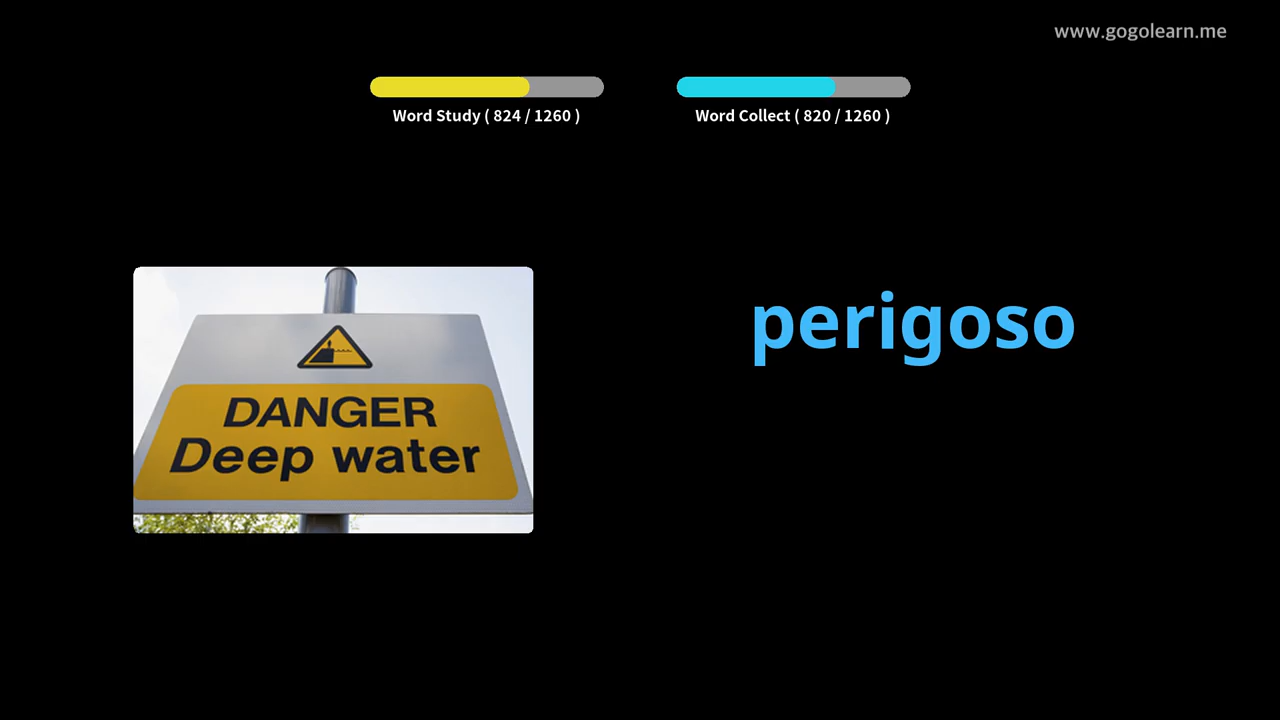 www.gogolearn.me
Word Study ( 824 / 1260 )
Word Collect ( 820 / 1260 )
perigoso
DANGER
Deep water